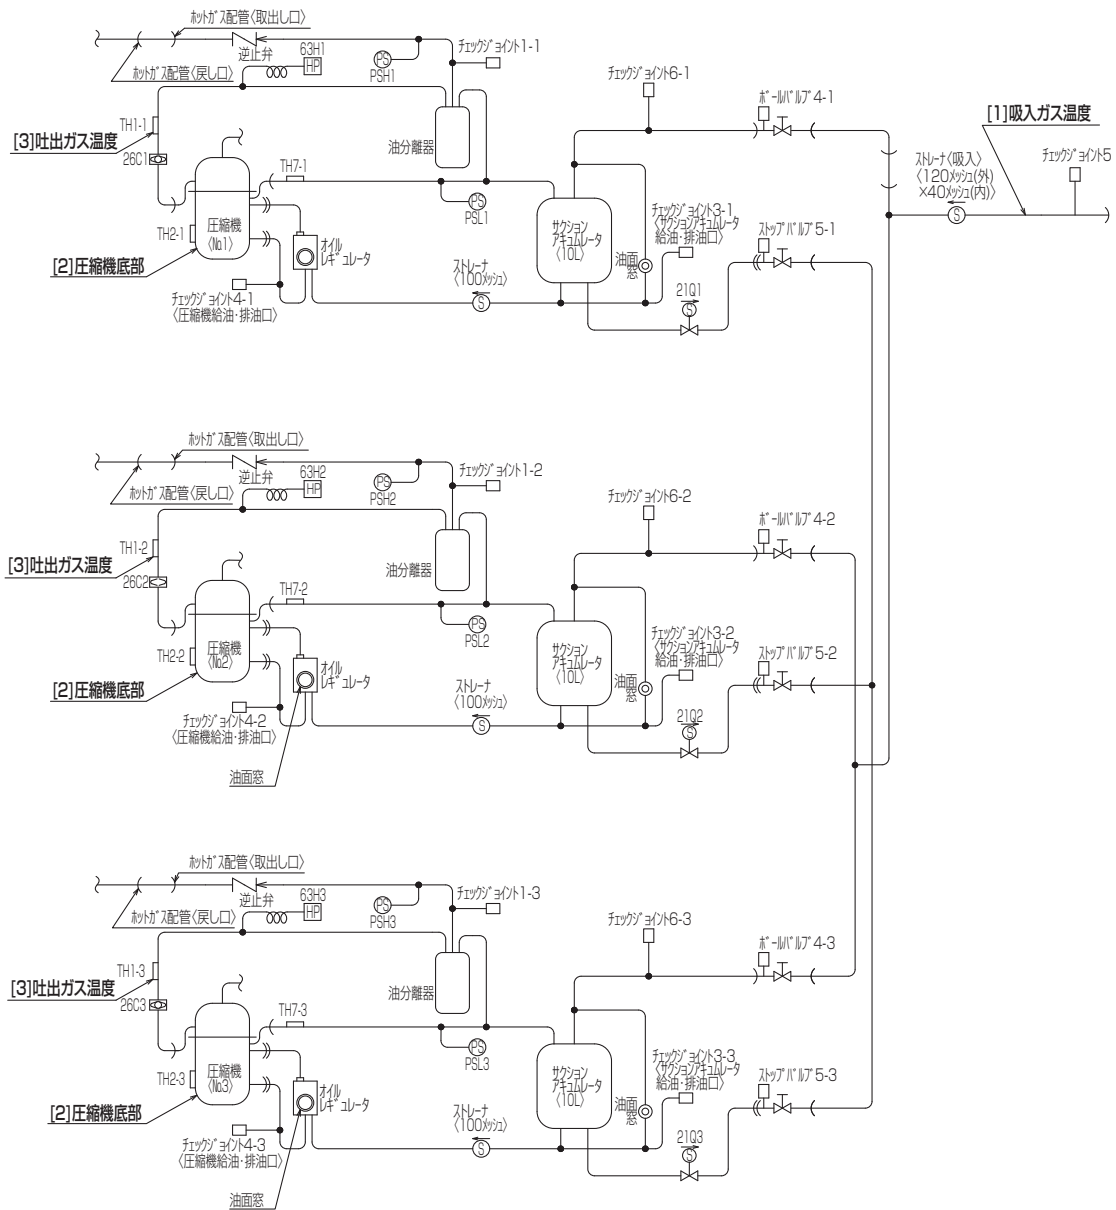 ホットガス配管〈取出し口〉
逆止弁
ホットガス配管〈戻し口〉
63H1
HP
PS
PSH1
チェックジョイント1-1
チェックジョイント6-1
ボールバルブ4-1
[1]吸入ガス温度
ストレーナ〈吸入〉
〈120メッシュ(外)
×40メッシュ(内)〉
チェックジョイント5
S
TH1-1
[3]吐出ガス温度
26C1
油分離器
TH7-1
PS
PSL1
圧縮機
〈No.1〉
TH2-1
[2]圧縮機底部
オイル
レギュレータ
チェックジョイント4-1
〈圧縮機給油・排油口〉
ストレーナ
〈100メッシュ〉
S
サクション
アキュムレータ
〈10L〉
油面窓
チェックジョイント3-1
〈サクションアキュムレータ
給油・排油口〉
ストップバルブ5-1
21Q1
S
ホットガス配管〈取出し口〉
逆止弁
ホットガス配管〈戻し口〉
63H2
HP
PS
PSH2
チェックジョイント1-2
チェックジョイント6-2
ボールバルブ4-2
TH1-2
[3]吐出ガス温度
26C2
油分離器
TH7-2
PS
PSL2
圧縮機
〈No.2〉
TH2-2
[2]圧縮機底部
オイル
レギュレータ
チェックジョイント4-2
〈圧縮機給油・排油口〉
油面窓
ストレーナ
〈100メッシュ〉
S
サクション
アキュムレータ
〈10L〉
油面窓
チェックジョイント3-2
〈サクションアキュムレータ
給油・排油口〉
ストップバルブ5-2
21Q2
S
ホットガス配管〈取出し口〉
逆止弁
ホットガス配管〈戻し口〉
63H3
HP
PS
PSH3
チェックジョイント1-3
チェックジョイント6-3
ボールバルブ4-3
TH1-3
[3]吐出ガス温度
26C3
油分離器
TH7-3
PS
PSL3
圧縮機
〈No.3〉
TH2-3
[2]圧縮機底部
オイル
レギュレータ
チェックジョイント4-3
〈圧縮機給油・排油口〉
油面窓
ストレーナ
〈100メッシュ〉
S
サクション
アキュムレータ
〈10L〉
油面窓
チェックジョイント3-3
〈サクションアキュムレータ
給油・排油口〉
ストップバルブ5-3
21Q3
S